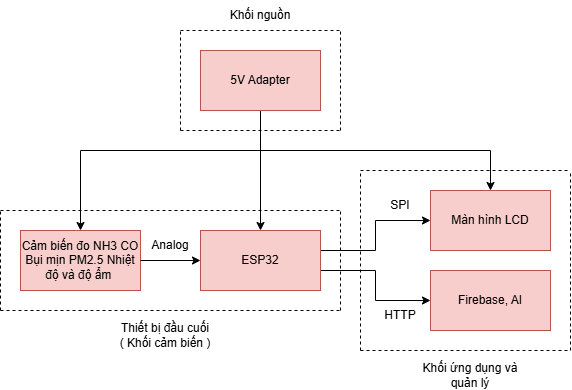 Khối nguồn
5V Adapter
SPI
Màn hình LCD
Cảm biến đo NH3 CO
Bụi mịn PM2.5 Nhiệt
độ và độ ẩm
Analog
ESP32
HTTP
Firebase, AI
Thiết bị đầu cuối
( Khối cảm biến )
Khối ứng dụng và
quản lý